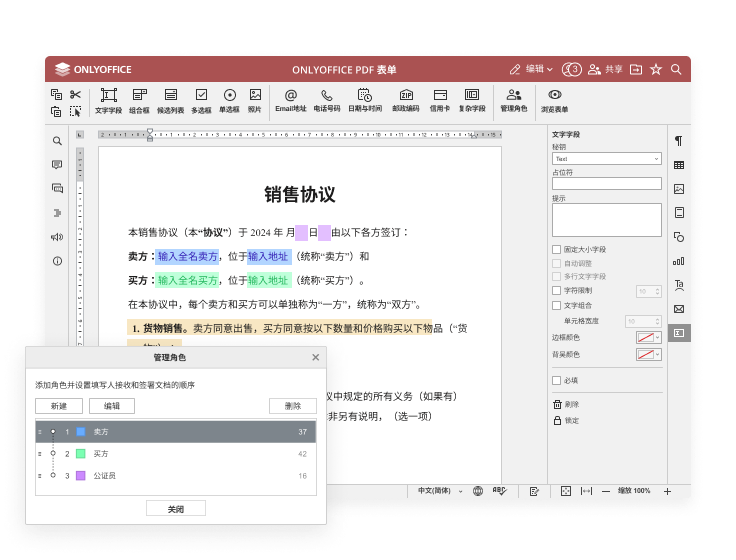 ONLYOFFICE
ONLYOFFICE PDF 表单
编辑
3
共享
文字字段
组合框
候选列表
多选框
单选框
照片
Email地址
电话号码
日期与时间
邮政编码
信用卡
复杂字段
管理角色
浏览表单
销售协议
本销售协议（本“协议”）于 2024 年 月 日 由以下各方签订：
卖方：输入全名卖方，位于输入地址（统称“卖方”）和
买方：输入全名买方，位于输入地址（统称“买方”）。
在本协议中，每个卖方和买方可以单独称为“一方”，统称为“双方”。
1. 货物销售。卖方同意出售，买方同意按以下数量和价格购买以下物品（“货
议中规定的所有义务（如果有）
非另有说明，（选一项）
文字字段
秘钥
Text
占位符
提示
固定大小字段
自动调整
多行文字字段
字符限制
10
文字组合
单元格宽度
10
边框颜色
背景颜色
必填
剔除
锁定
管理角色
添加角色并设置填写人接收和签署文档的顺序
新建
编辑
删除
1 卖方 37
2 买方 42
3 公证员 16
关闭
中文(简体)
缩放 100%